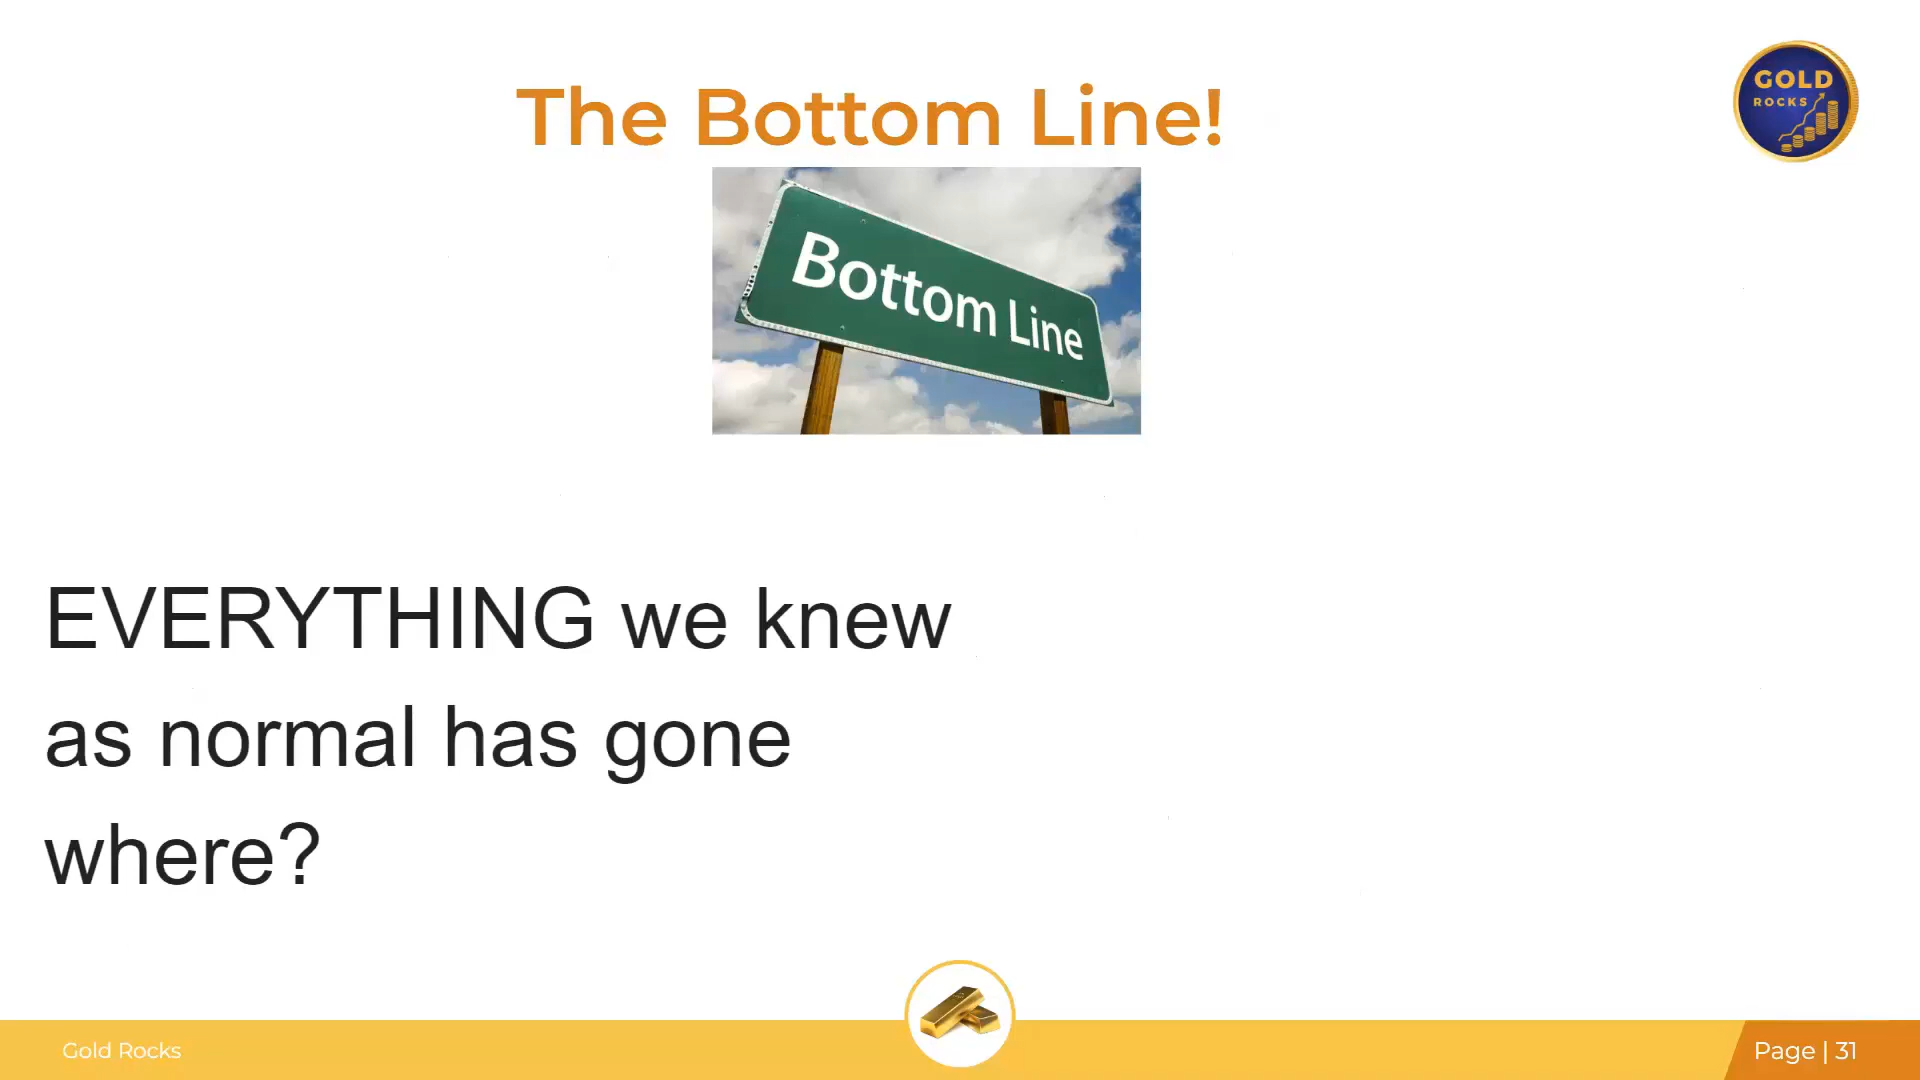 The Bottom Line!
GOLD
ROCKS
Bottom Line
EVERYTHING we knew
as normal has gone
where?
Gold Rocks
Page | 31